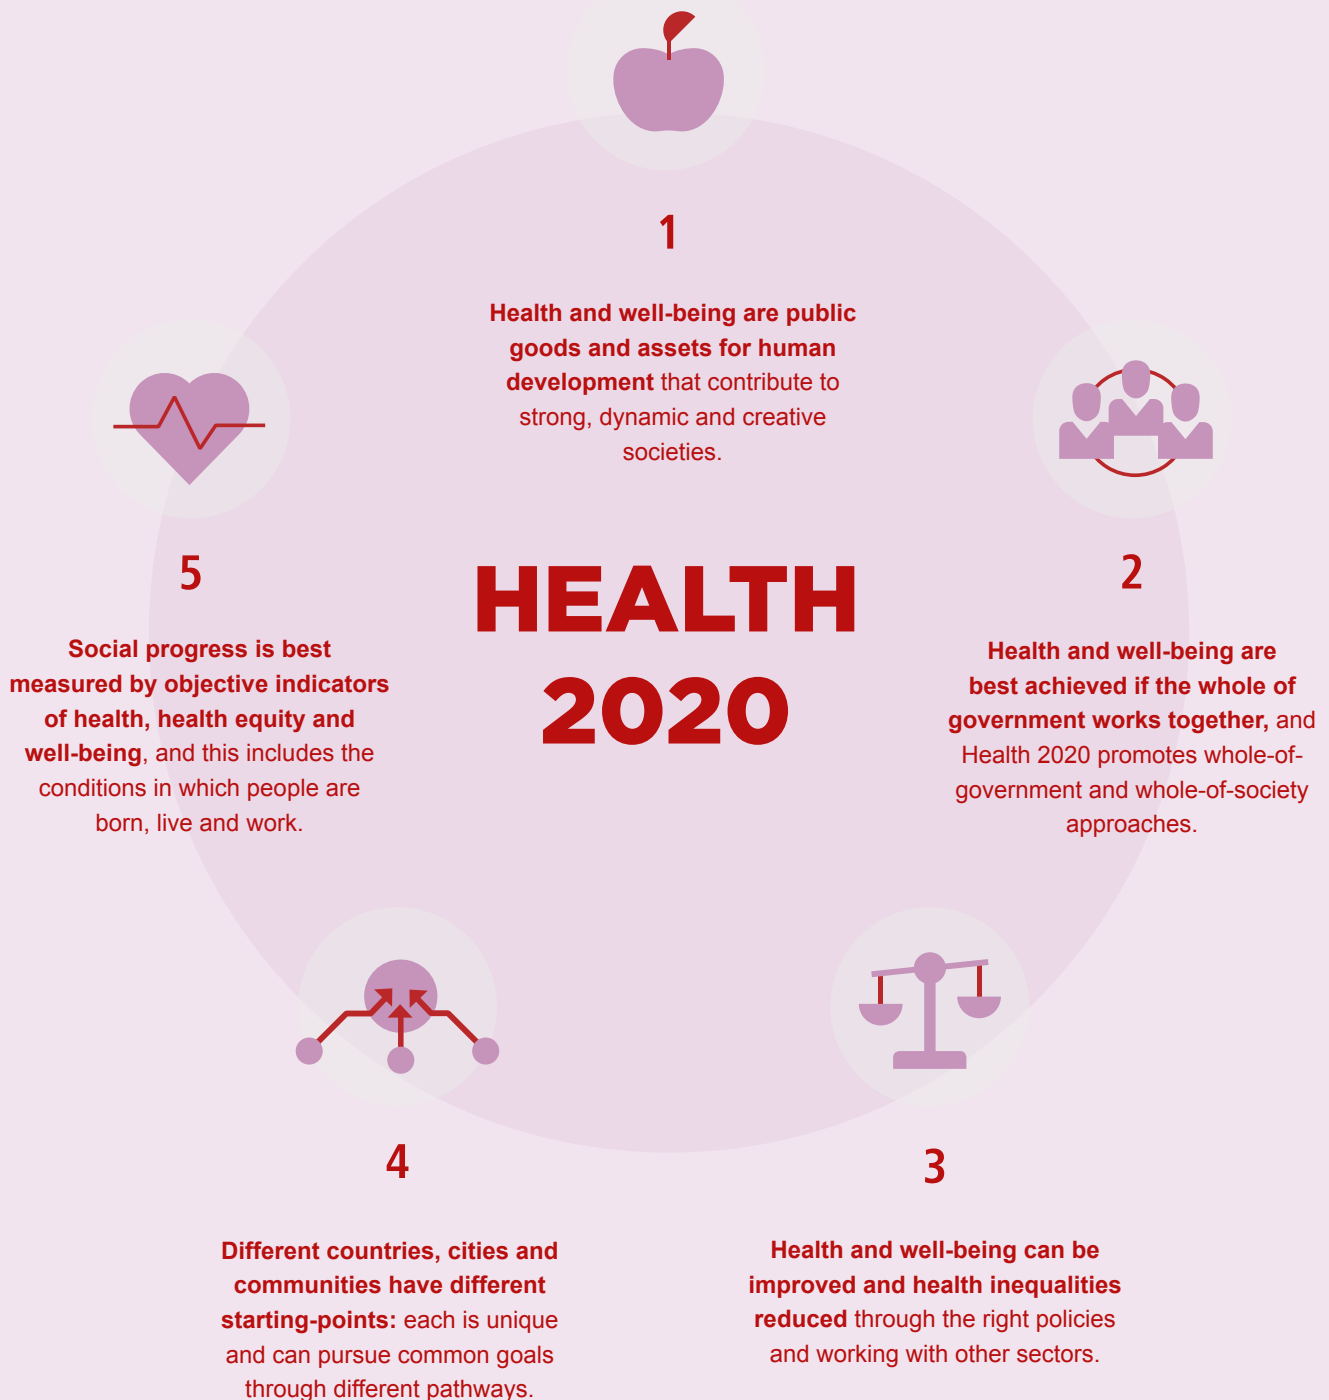 1
Health and well-being are public
goods and assets for human
development that contribute to
strong, dynamic and creative
societies.
HEALTH
2020
2
Health and well-being are
best achieved if the whole of
government works together, and
Health 2020 promotes whole-of-
government and whole-of-society
approaches.
3
Health and well-being can be
improved and health inequalities
reduced through the right policies
and working with other sectors.
4
Different countries, cities and
communities have different
starting-points: each is unique
and can pursue common goals
through different pathways.
5
Social progress is best
measured by objective indicators
of health, health equity and
well-being, and this includes the
conditions in which people are
born, live and work.